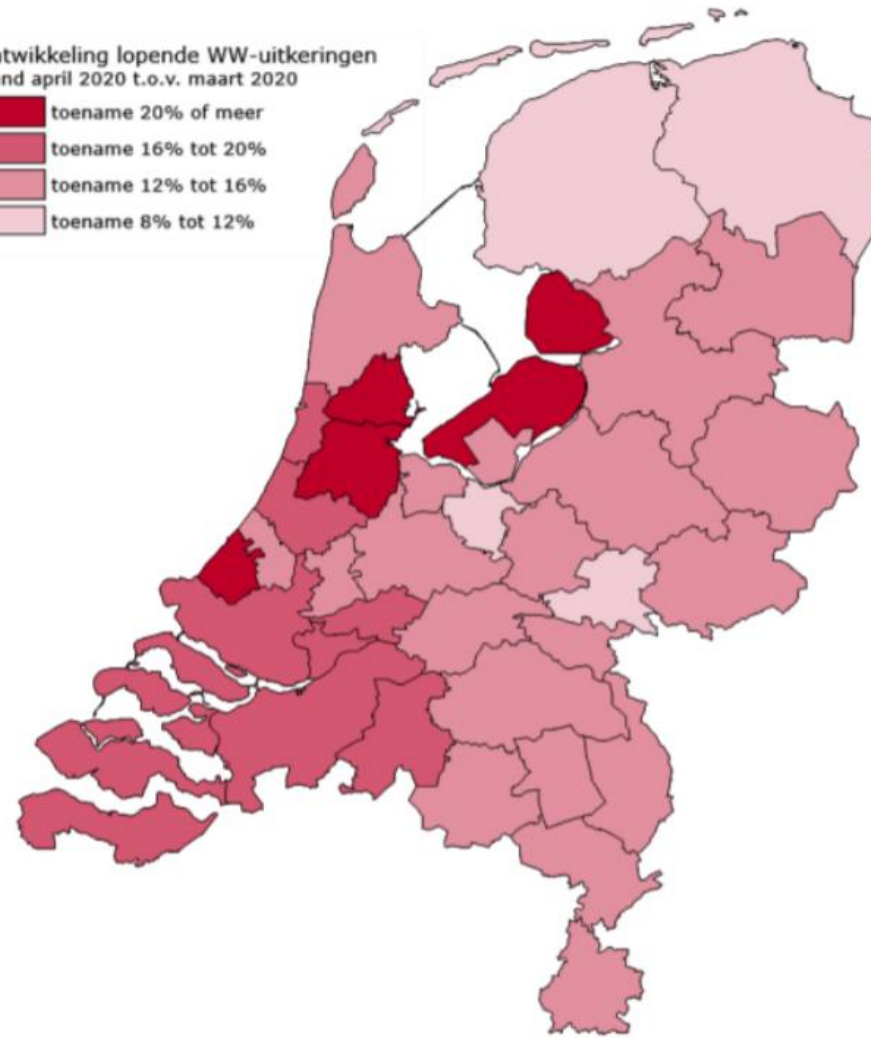 ntwikkeling lopende WW-uitkeringen
nd april 2020 t.o.v. maart 2020
toename 20% of meer
toename 16% tot 20%
toename 12% tot 16%
toename 8% tot 12%